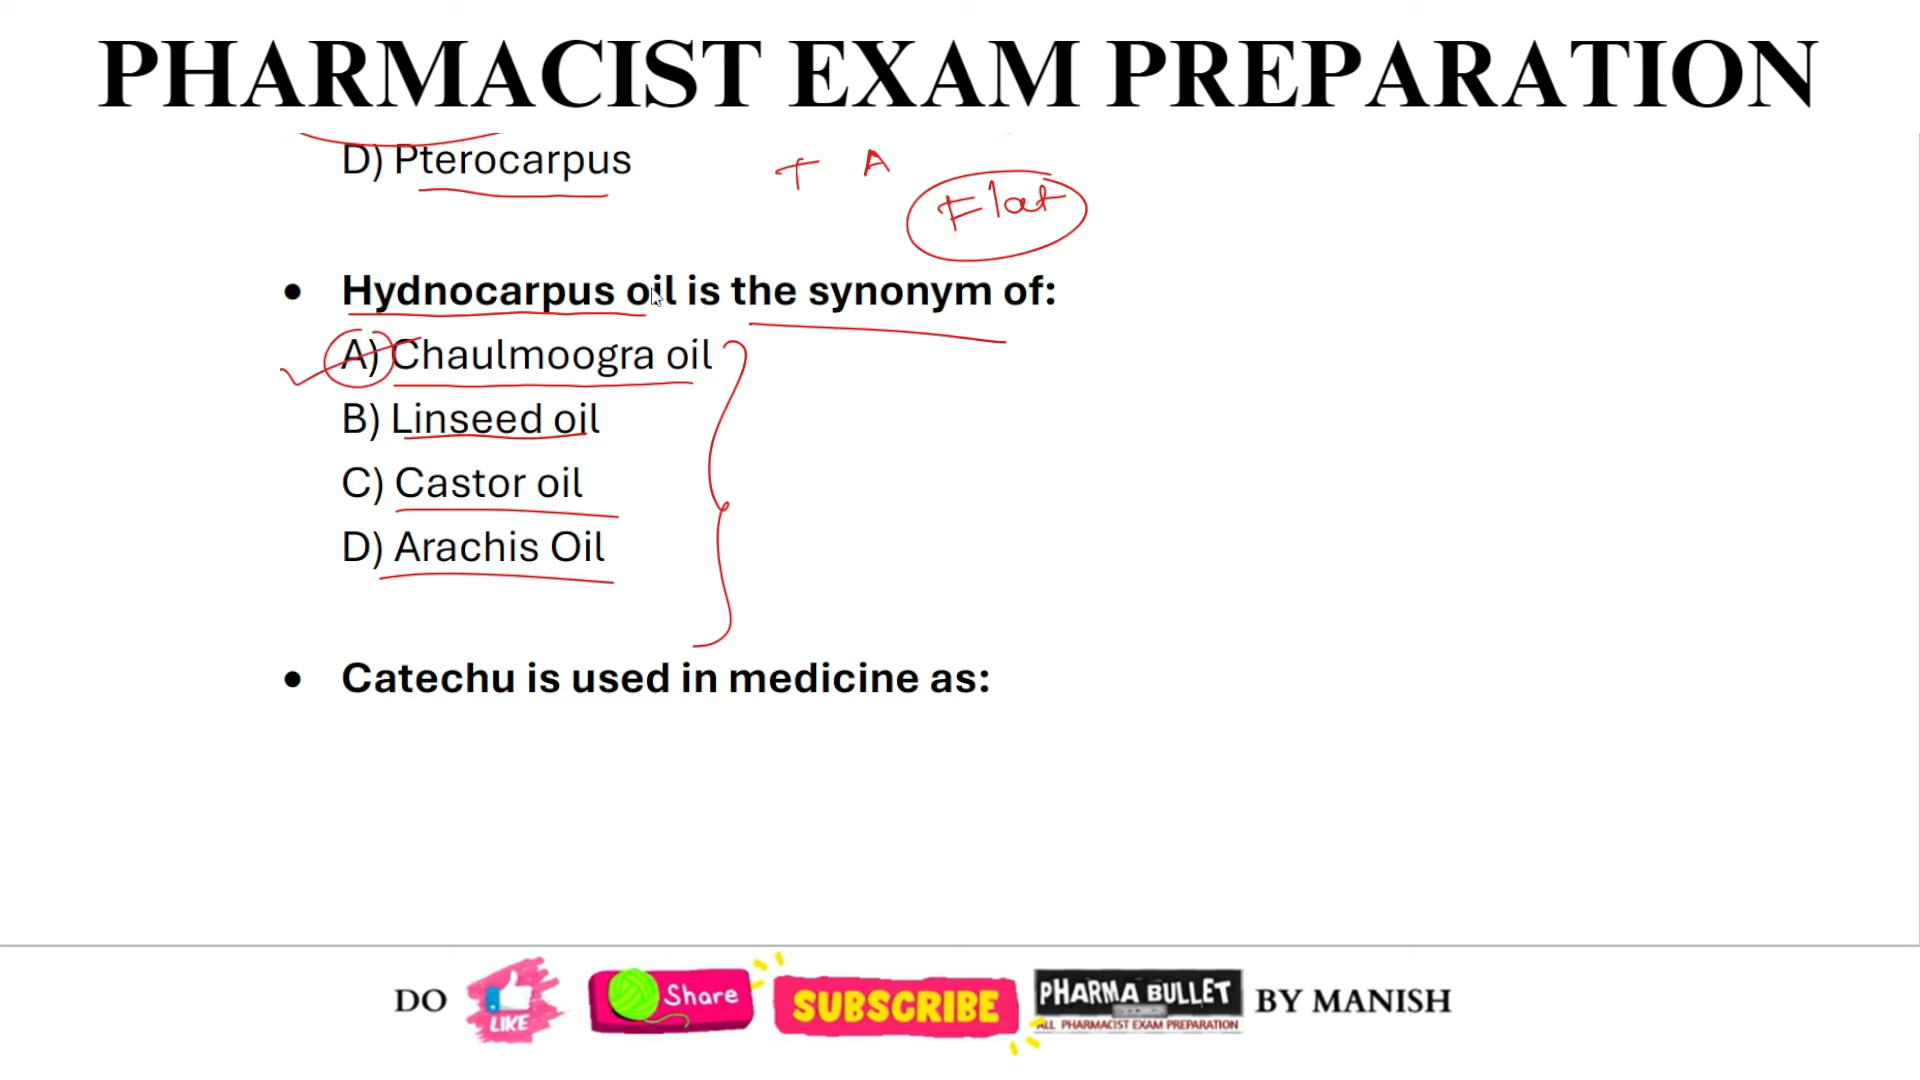 PHARMACIST EXAM PREPARATION
D) Pterocarpus
T A
Flat
• Hydnocarpus oil is the synonym of:
A) Chaulmoogra oil
B) Linseed oil
C) Castor oil
D) Arachis Oil
• Catechu is used in medicine as:
DO LIKE Share SUBSCRIBE PHARMA BULLET BY MANISH
ALL PHARMACIST EXAM PREPARATION